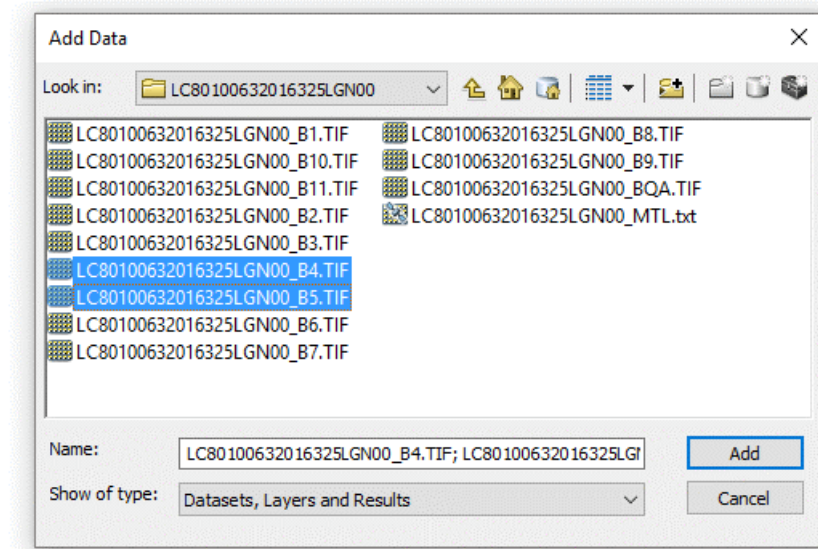 Add Data
Look in: LC80100632016325LGN00
LC80100632016325LGN00_B1.TIF
LC80100632016325LGN00_B10.TIF
LC80100632016325LGN00_B11.TIF
LC80100632016325LGN00_B2.TIF
LC80100632016325LGN00_B3.TIF
LC80100632016325LGN00_B4.TIF
LC80100632016325LGN00_B5.TIF
LC80100632016325LGN00_B6.TIF
LC80100632016325LGN00_B7.TIF
LC80100632016325LGN00_B8.TIF
LC80100632016325LGN00_B9.TIF
LC80100632016325LGN00_BQA.TIF
LC80100632016325LGN00_MTL.txt
Name: LC80100632016325LGN00_B4.TIF; LC80100632016325LGI Add
Show of type: Datasets, Layers and Results Cancel